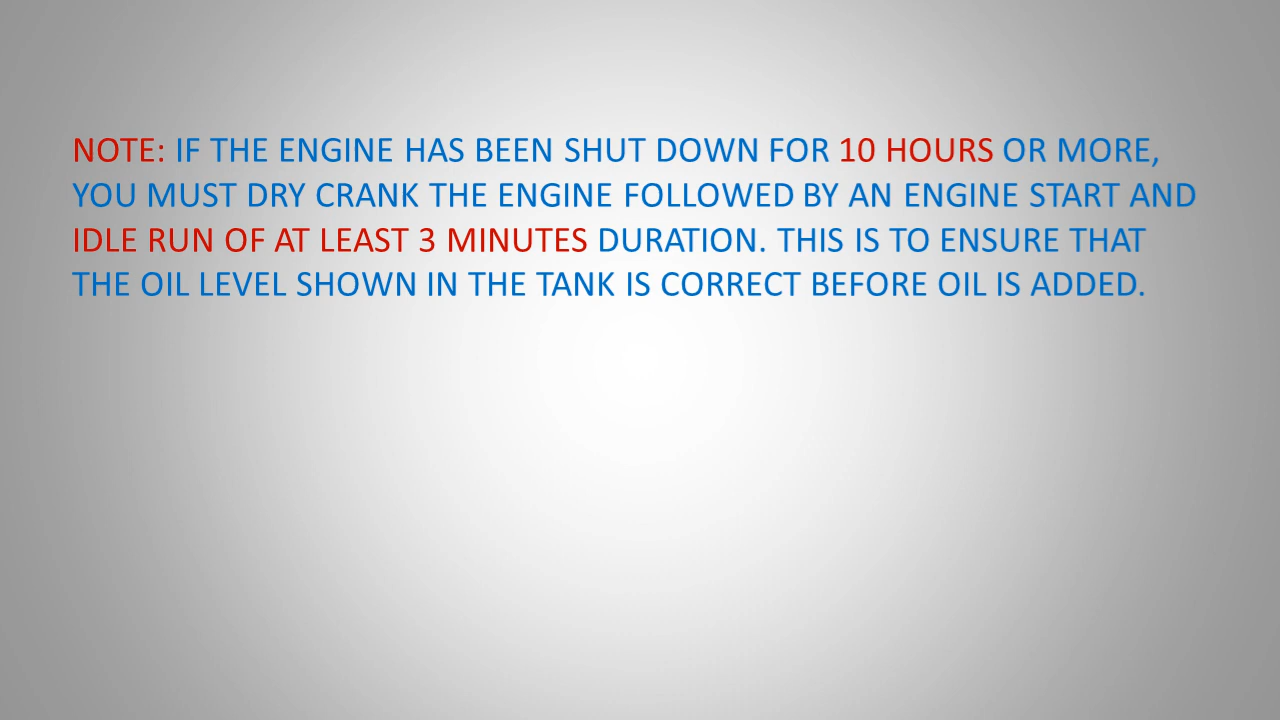 NOTE: IF THE ENGINE HAS BEEN SHUT DOWN FOR 10 HOURS OR MORE,
YOU MUST DRY CRANK THE ENGINE FOLLOWED BY AN ENGINE START AND
IDLE RUN OF AT LEAST 3 MINUTES DURATION. THIS IS TO ENSURE THAT
THE OIL LEVEL SHOWN IN THE TANK IS CORRECT BEFORE OIL IS ADDED.